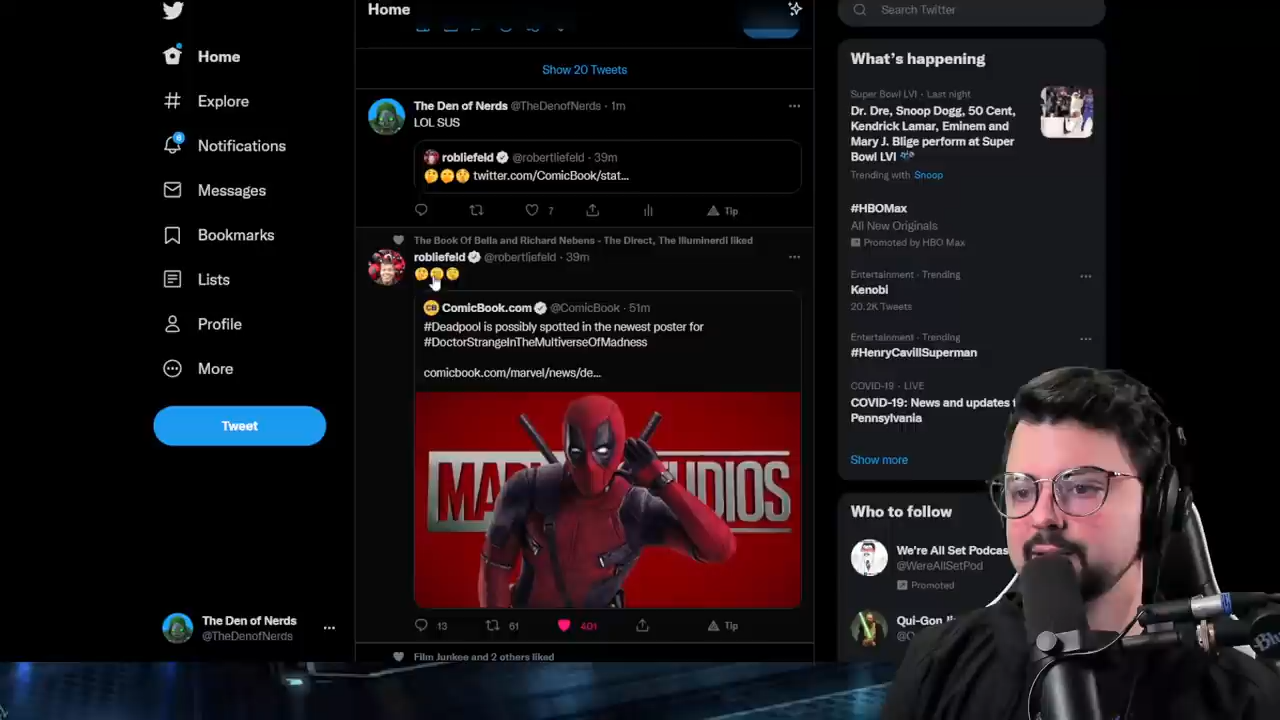 Home
Search Twitter
Home
Explore
Notifications
Messages
Bookmarks
Lists
Profile
More
Tweet
The Den of Nerds
@TheDenofNerds
Show 20 Tweets
The Den of Nerds @TheDenofNerds · 1m
LOL SUS
robliefeld @robertliefeld · 39m
🤔🤔🤔 twitter.com/ComicBook/stat...
7
Tip
The Book Of Bella and Richard Nebens - The Direct, The Illuminerdi liked
robliefeld @robertliefeld · 39m
🤔🤔🤔
CB ComicBook.com @ComicBook · 51m
#Deadpool is possibly spotted in the newest poster for
#DoctorStrangeInTheMultiverseOfMadness
comicbook.com/marvel/news/de...
13
61
401
Tip
Film Junkee and 2 others liked
What's happening
Super Bowl LVI · Last night
Dr. Dre, Snoop Dogg, 50 Cent,
Kendrick Lamar, Eminem and
Mary J. Blige perform at Super
Bowl LVI
Trending with Snoop
#HBOMax
All New Originals
Promoted by HBO Max
Entertainment · Trending
Kenobi
20.2K Tweets
Entertainment · Trending
#HenryCavillSuperman
COVID-19 · LIVE
COVID-19: News and updates
Pennsylvania
Show more
Who to follow
We're All Set
@WereAllSetPod
Promoted
Qui-Gon